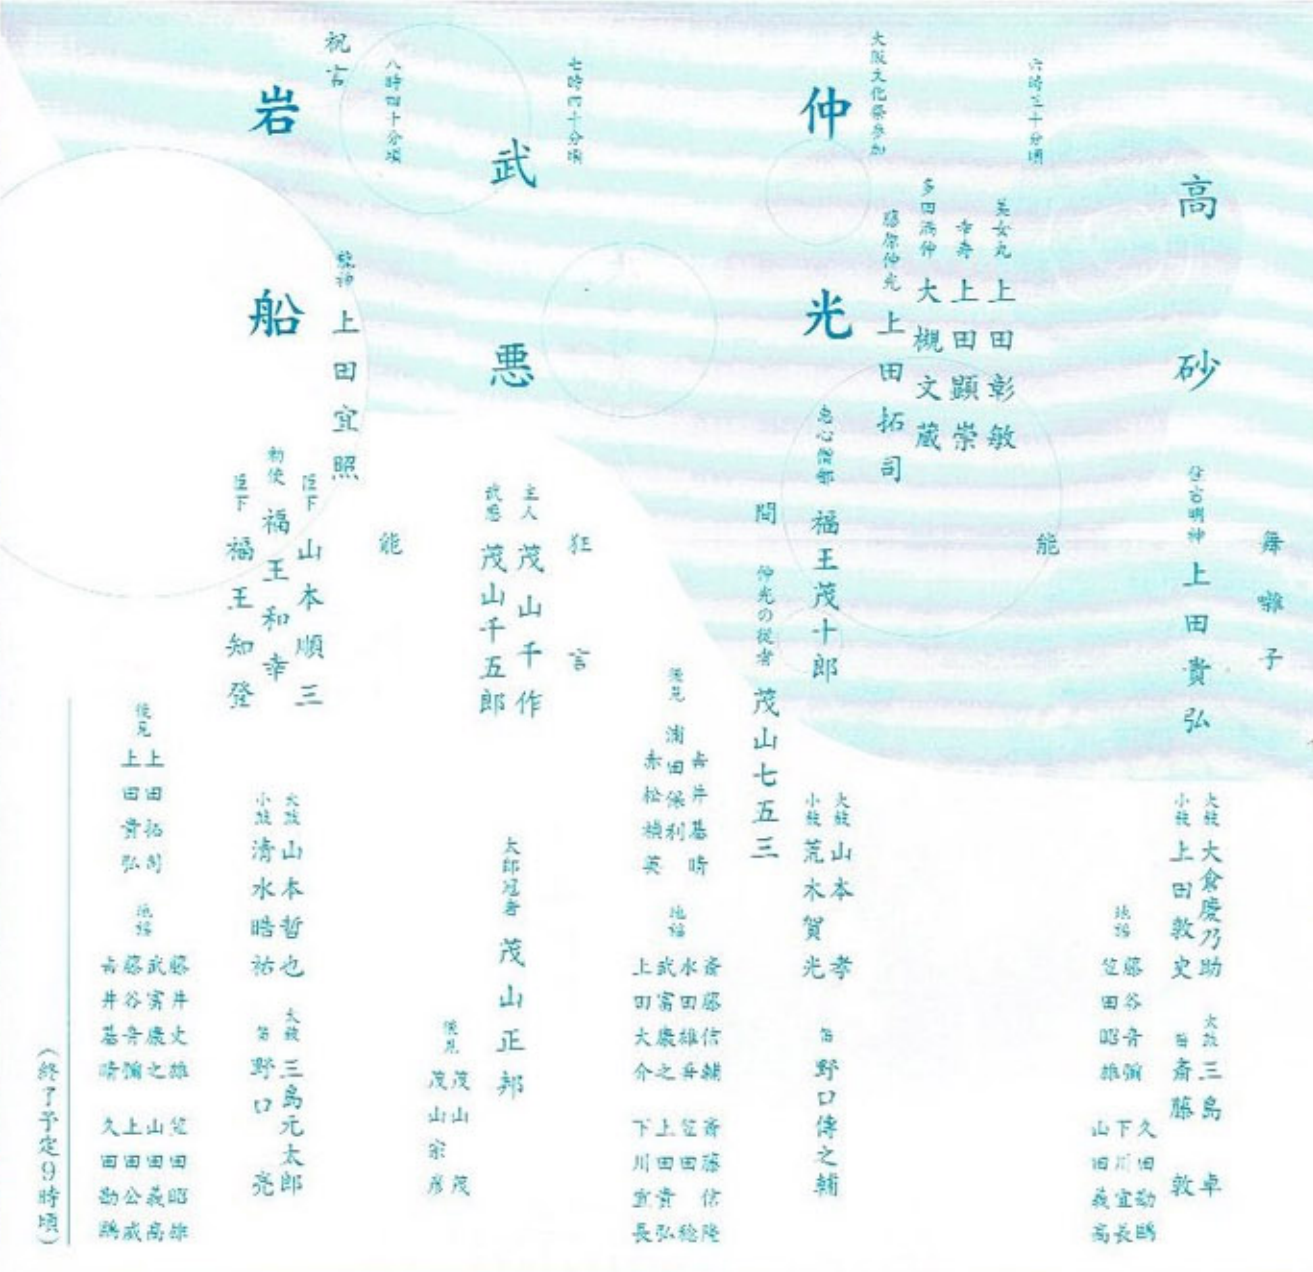 舞囃子
高砂
住吉明神 上田貴弘
大鼓 大倉慶乃助
小鼓 上田敦史
太鼓 三島 卓
笛 斎藤 敦
地謡
藤谷音彌
笠田昭雄
久田勘鷗
下川宜長
山田義高
能
六時三十分頃
大阪文化祭参加
仲光
美女丸 上田彰敏
幸寿 上田顕崇
多田満仲 大槻文蔵
藤原仲光 上田拓司
恵心僧都 福王茂十郎
間 仲光の従者 茂山七五三
大鼓 山本 孝
小鼓 荒木賀光
笛 野口傳之輔
後見
吉井基晴
浦田保利
赤松禎英
地謡
斎藤信輔
水田雄吾
武富康之
上田大介
斎藤信隆
笠田 稔
上田貴弘
下川宜長
狂言
七時四十分頃
武悪
主人 茂山千作
武悪 茂山千五郎
太郎冠者 茂山正邦
後見
茂山 茂
茂山宗彦
能
八時四十分頃
祝言
岩船
龍神 上田宜照
臣下 山本順三
勅使 福王和幸
臣下 福王知登
大鼓 山本哲也
小鼓 清水晧祐
太鼓 三島元太郎
笛 野口 亮
後見
上田拓司
上田貴弘
地謡
藤井丈雄
武富康之
藤谷音彌
吉井基晴
笠田昭雄
山田義高
上田公威
久田勘鷗
(終了予定9時頃)